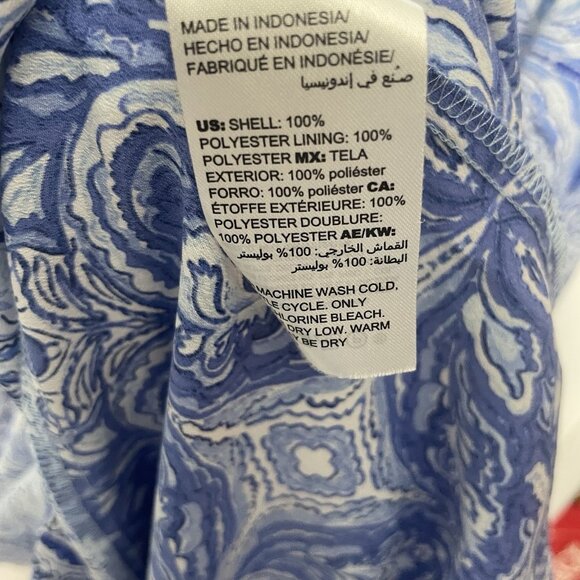 MADE IN INDONESIA/
HECHO EN INDONESIA/
FABRIQUÉ EN INDONÉSIE/
صُنع في إندونيسيا
US: SHELL: 100%
POLYESTER LINING: 100%
POLYESTER MX: TELA
EXTERIOR: 100% poliéster
FORRO: 100% poliéster CA:
ÉTOFFE EXTÉRIEURE: 100%
POLYESTER DOUBLURE:
100% POLYESTER AE/KW:
القماش الخارجي: 100% بوليستر
البطانة: 100% بوليستر
MACHINE WASH COLD,
CYCLE. ONLY
BLEACH.
DRY LOW. WARM
BE DRY